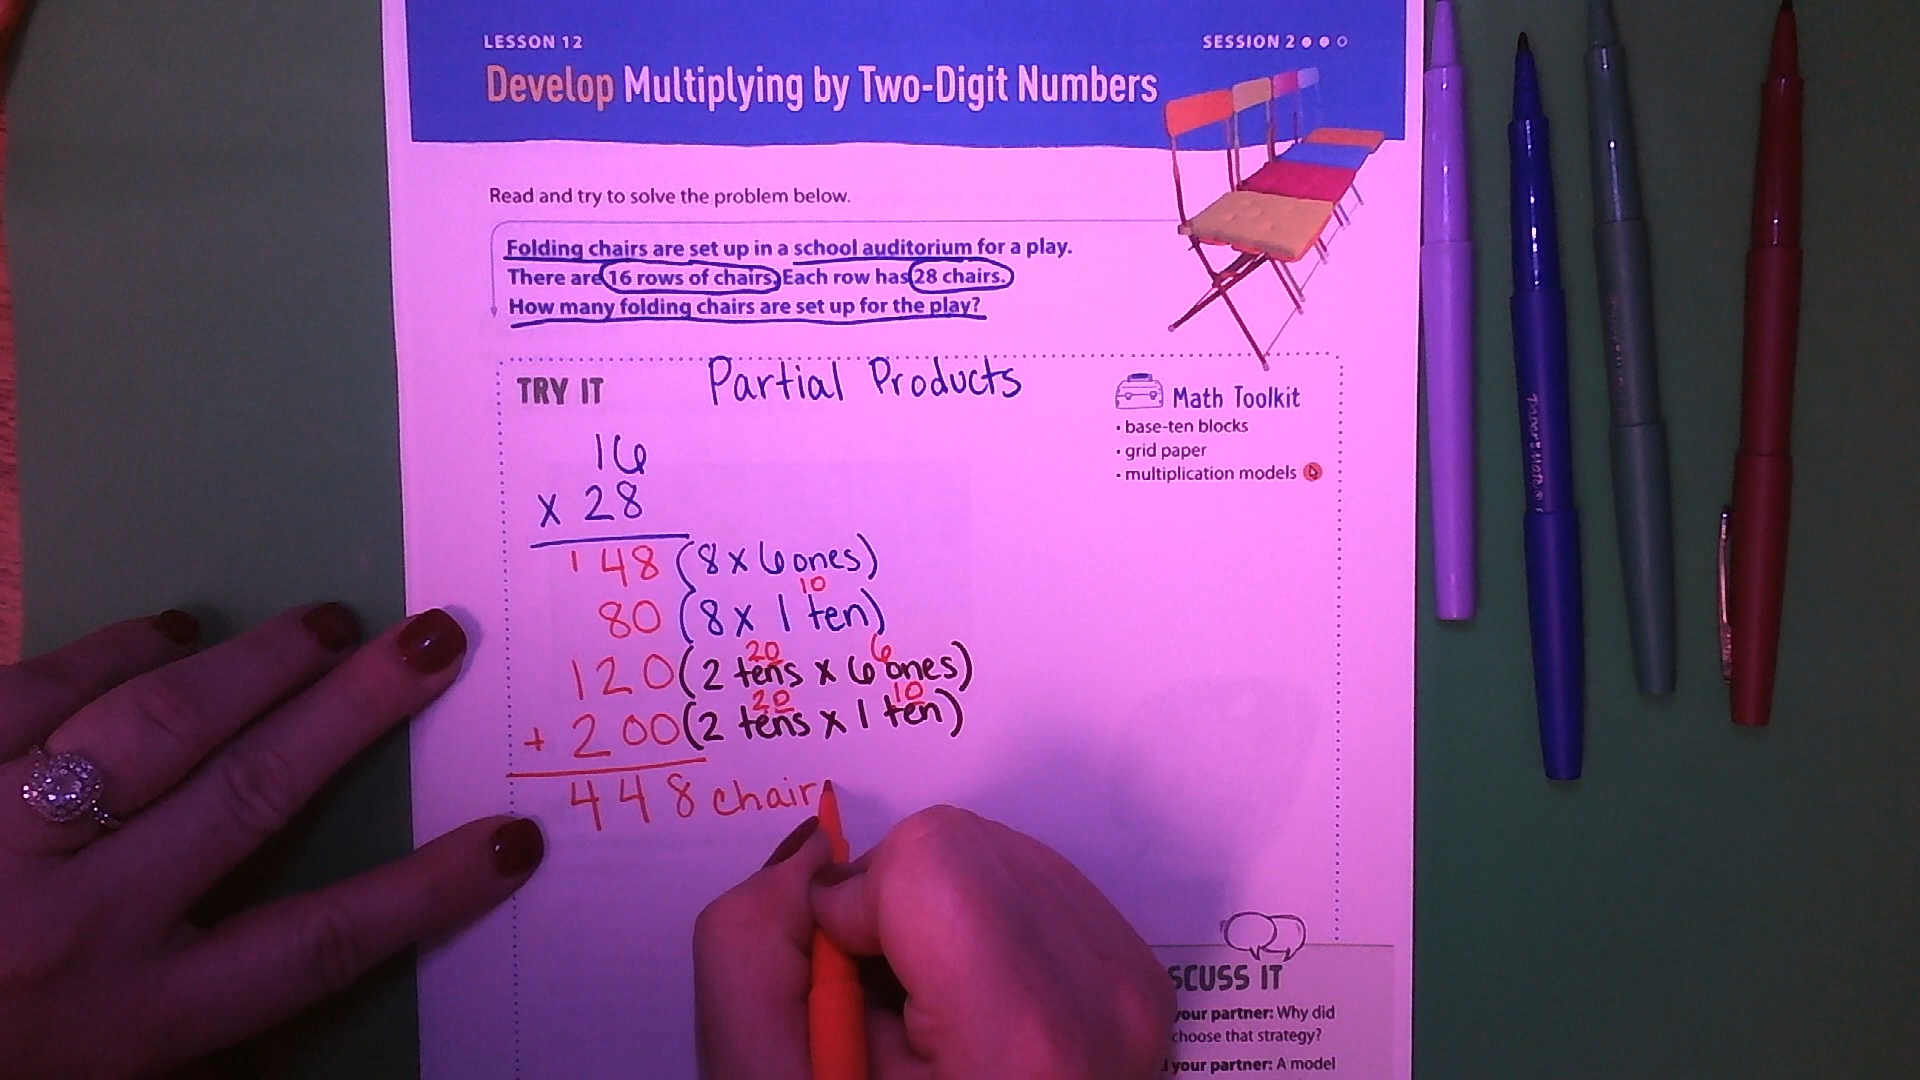 LESSON 12
SESSION 2
Develop Multiplying by Two-Digit Numbers
Read and try to solve the problem below.
Folding chairs are set up in a school auditorium for a play.
There are 16 rows of chairs. Each row has 28 chairs.
How many folding chairs are set up for the play?
TRY IT
Partial Products
Math Toolkit
• base-ten blocks
• grid paper
• multiplication models
16
x 28
1 48 (8 x 6 ones)
10
80 (8 x 1 ten)
20 6
120 (2 tens x 6 ones)
20 10
+ 200 (2 tens x 1 ten)
448 chair
SCUSS IT
your partner: Why did
choose that strategy?
your partner: A model